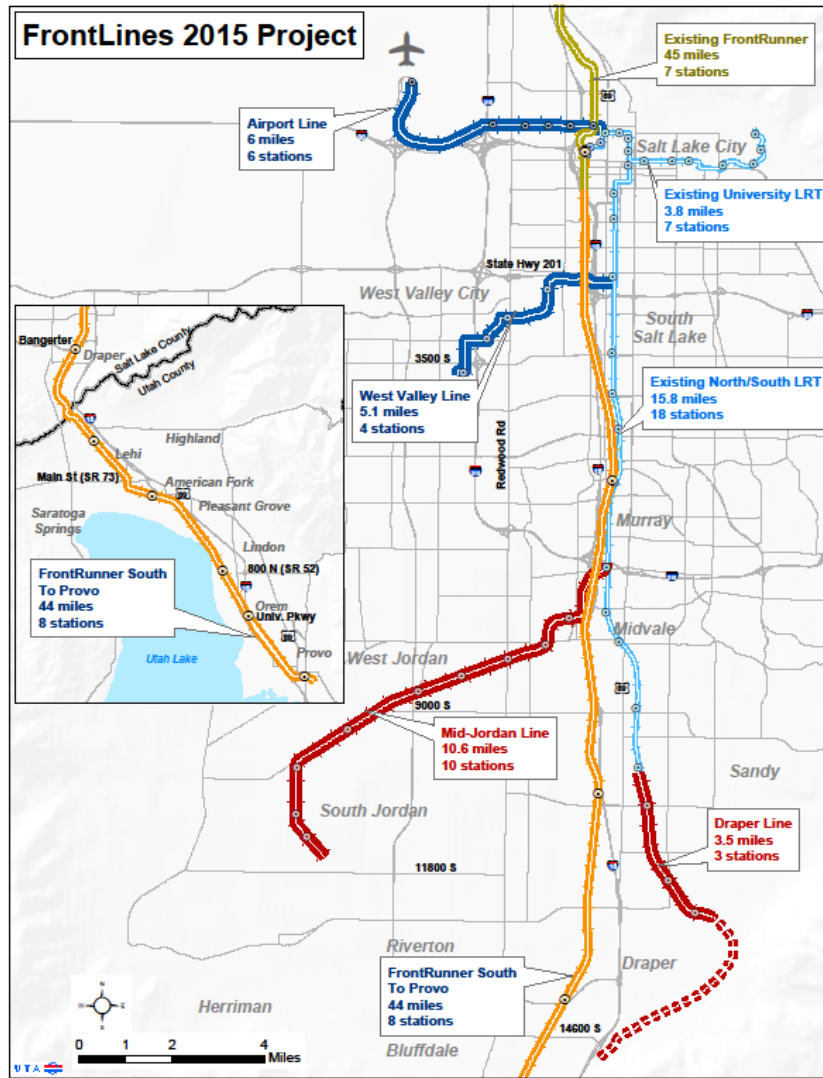 FrontLines 2015 Project
Existing FrontRunner
45 miles
7 stations
Airport Line
6 miles
6 stations
Salt Lake City
Existing University LRT
3.8 miles
7 stations
State Hwy 201
West Valley City
South
Salt Lake
3500 S
West Valley Line
5.1 miles
4 stations
Existing North/South LRT
15.8 miles
18 stations
Redwood Rd
Bangerter
Draper
Salt Lake County
Utah County
Lehi
Highland
Main St (SR 73)
American Fork
Pleasant Grove
Saratoga
Springs
Lindon
800 N (SR 52)
FrontRunner South
To Provo
44 miles
8 stations
Orem
Univ. Pkwy
Utah Lake
Provo
Murray
Midvale
West Jordan
9000 S
Mid-Jordan Line
10.6 miles
10 stations
Sandy
South Jordan
Draper Line
3.5 miles
3 stations
11800 S
Riverton
Draper
FrontRunner South
To Provo
44 miles
8 stations
Herriman
14600 S
Bluffdale
N
W
E
S
0 1 2 4
Miles
UTA